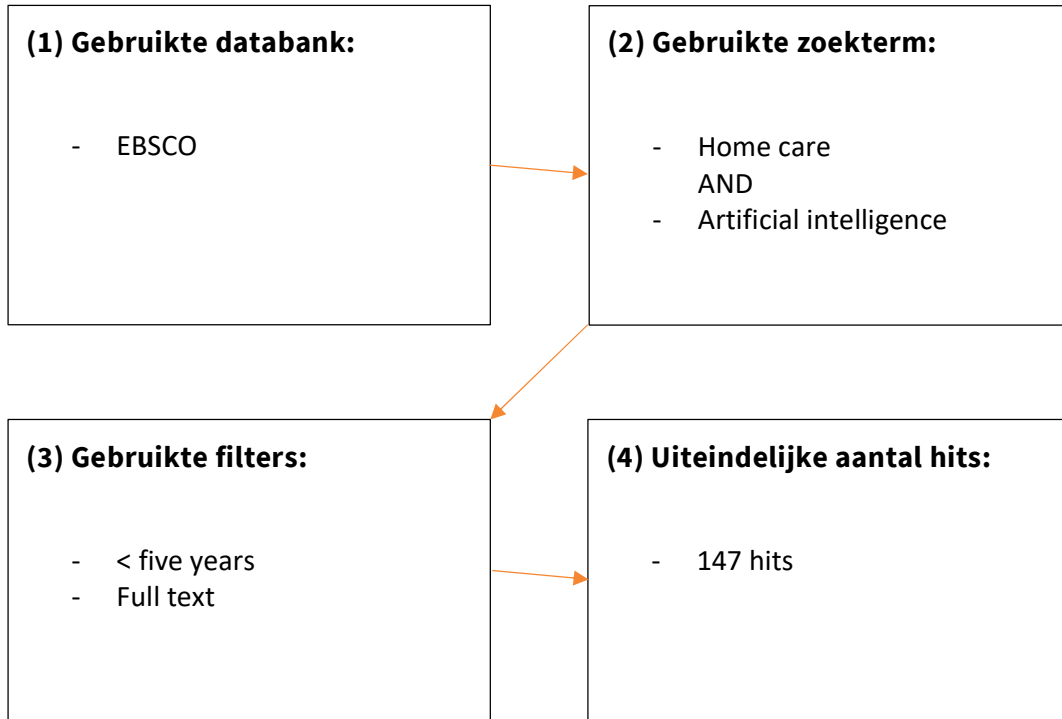 (1) Gebruikte databank:
- EBSCO
(2) Gebruikte zoekterm:
- Home care
AND
- Artificial intelligence
(3) Gebruikte filters:
- < five years
- Full text
(4) Uiteindelijke aantal hits:
- 147 hits